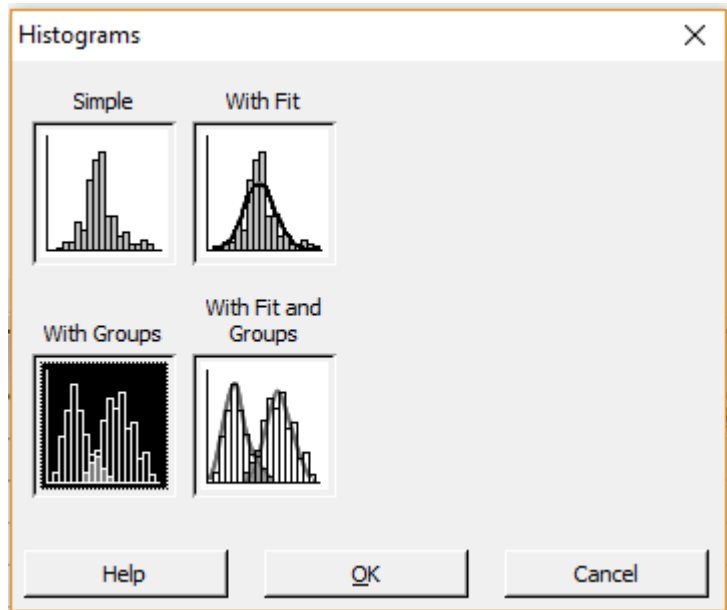 Histograms
Simple
With Fit
With Groups
With Fit and
Groups
Help
OK
Cancel